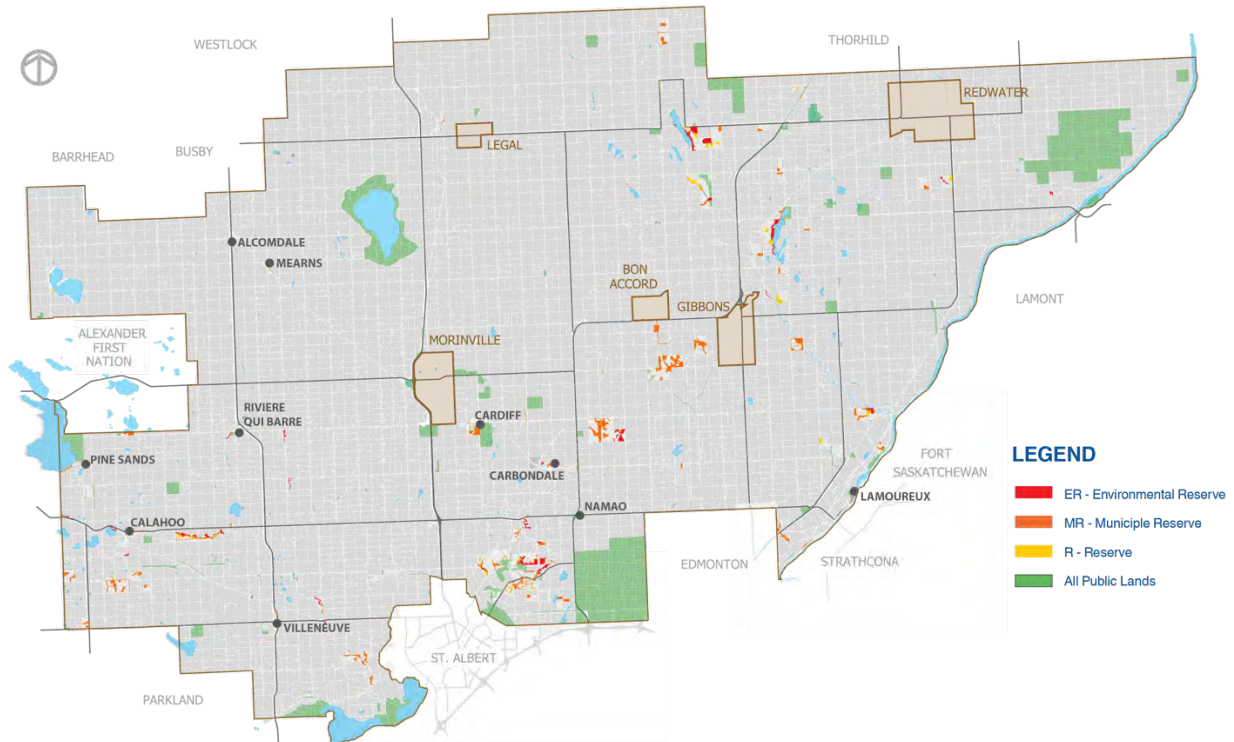 WESTLOCK
THORHILD
REDWATER
LEGAL
BARRHEAD
BUSBY
ALCOMDALE
MEARNS
BON
ACCORD
GIBBONS
LAMONT
ALEXANDER
FIRST
NATION
MORINVILLE
RIVIERE
QUI BARRE
CARDIFF
PINE SANDS
CARBONDALE
FORT
SASKATCHEWAN
LAMOUREUX
CALAHOO
NAMAO
EDMONTON
STRATHCONA
VILLENEUVE
ST. ALBERT
PARKLAND
LEGEND
ER - Environmental Reserve
MR - Municiple Reserve
R - Reserve
All Public Lands